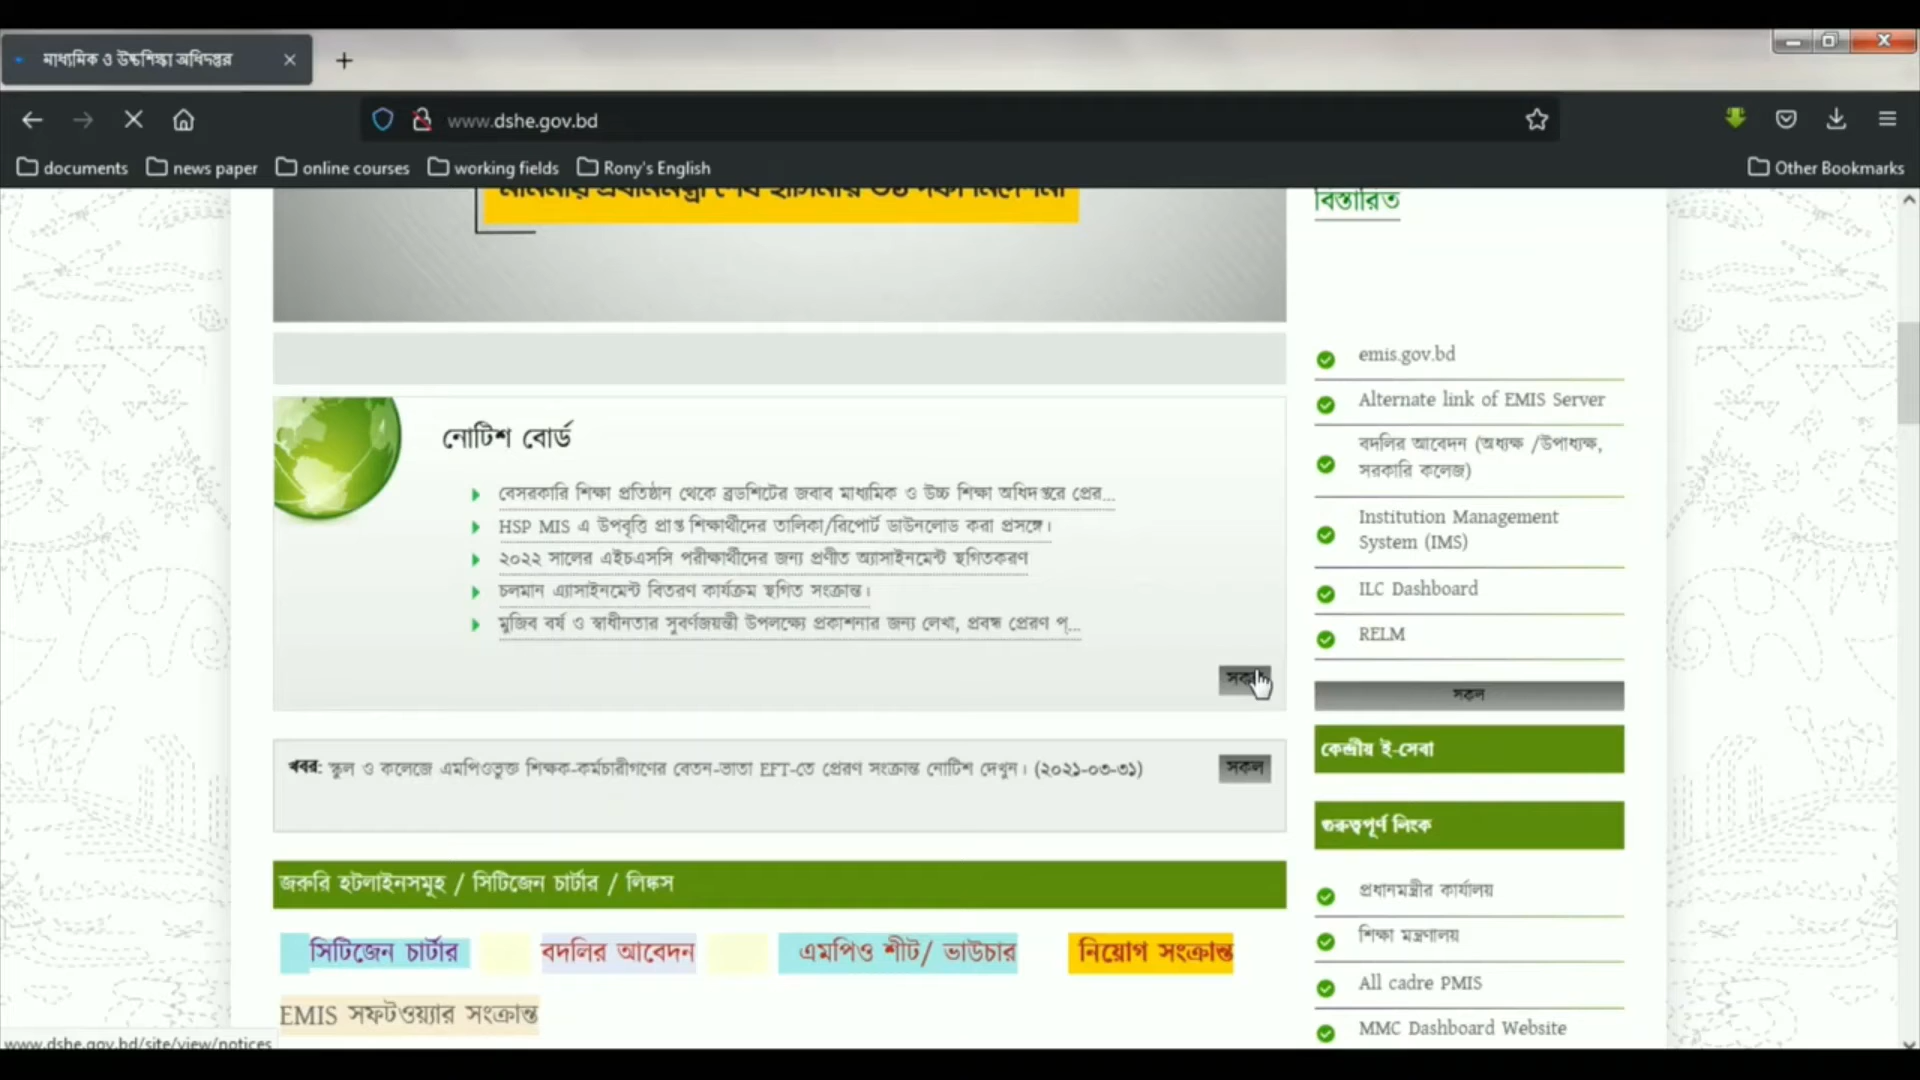 মাধ্যমিক ও উচ্চশিক্ষা অধিদপ্তর
www.dshe.gov.bd
documents
news paper
online courses
working fields
Rony's English
Other Bookmarks
মাননীয় প্রধানমন্ত্রী শেখ হাসিনার
বিস্তারিত
নোটিশ বোর্ড
বেসরকারি শিক্ষা প্রতিষ্ঠান থেকে ব্রডশিটের জবাব মাধ্যমিক ও উচ্চ শিক্ষা অধিদপ্তরে প্রের...
HSP MIS এ উপবৃত্তি প্রাপ্ত শিক্ষার্থীদের তালিকা/রিপোর্ট ডাউনলোড করা প্রসঙ্গে।
২০২২ সালের এইচএসসি পরীক্ষার্থীদের জন্য প্রণীত অ্যাসাইনমেন্ট স্থগিতকরণ
চলমান এ্যাসাইনমেন্ট বিতরণ কার্যক্রম স্থগিত সংক্রান্ত।
মুজিব বর্ষ ও স্বাধীনতার সুবর্ণজয়ন্তী উপলক্ষ্যে প্রকাশনার জন্য লেখা, প্রবন্ধ প্রেরণ প্...
খবর: স্কুল ও কলেজে এমপিওভুক্ত শিক্ষক-কর্মচারীগণের বেতন-ভাতা EFT-তে প্রেরণ সংক্রান্ত নোটিশ দেখুন। (২০২১-০৩-৩১)
সকল
জরুরি হটলাইনসমূহ / সিটিজেন চার্টার / লিঙ্কস
সিটিজেন চার্টার
বদলির আবেদন
এমপিও শীট/ ভাউচার
নিয়োগ সংক্রান্ত
EMIS সফটওয়্যার সংক্রান্ত
emis.gov.bd
Alternate link of EMIS Server
বদলির আবেদন (অধ্যক্ষ /উপাধ্যক্ষ,
সরকারি কলেজ)
Institution Management
System (IMS)
ILC Dashboard
RELM
সকল
কেন্দ্রীয় ই-সেবা
গুরুত্বপূর্ণ লিংক
প্রধানমন্ত্রীর কার্যালয়
শিক্ষা মন্ত্রণালয়
All cadre PMIS
MMC Dashboard Website
www.dshe.gov.bd/site/view/notices